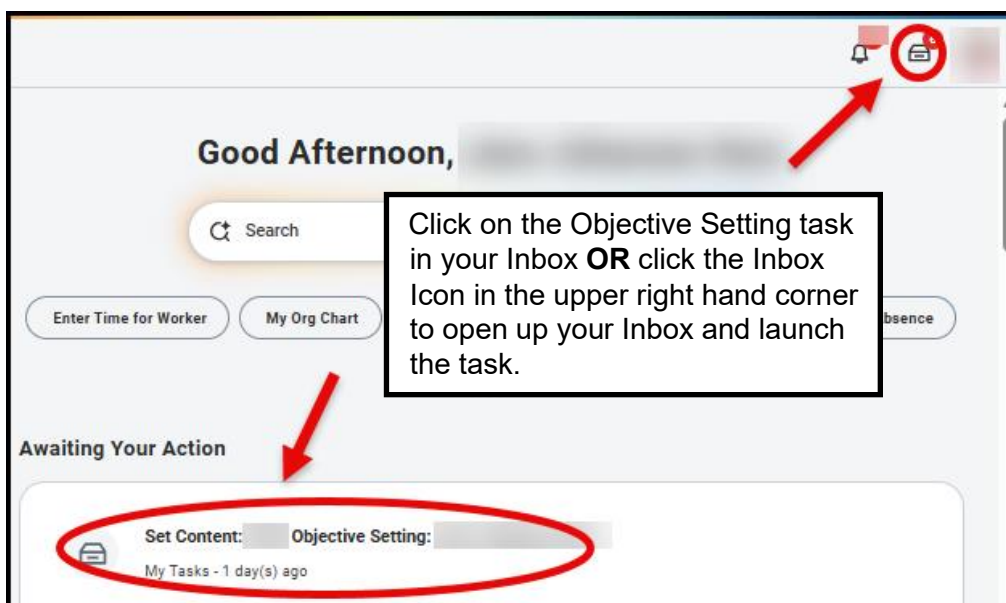 Good Afternoon,
Search
Click on the Objective Setting task
in your Inbox OR click the Inbox
Icon in the upper right hand corner
to open up your Inbox and launch
the task.
Enter Time for Worker
My Org Chart
Awaiting Your Action
Set Content: Objective Setting:
My Tasks - 1 day(s) ago